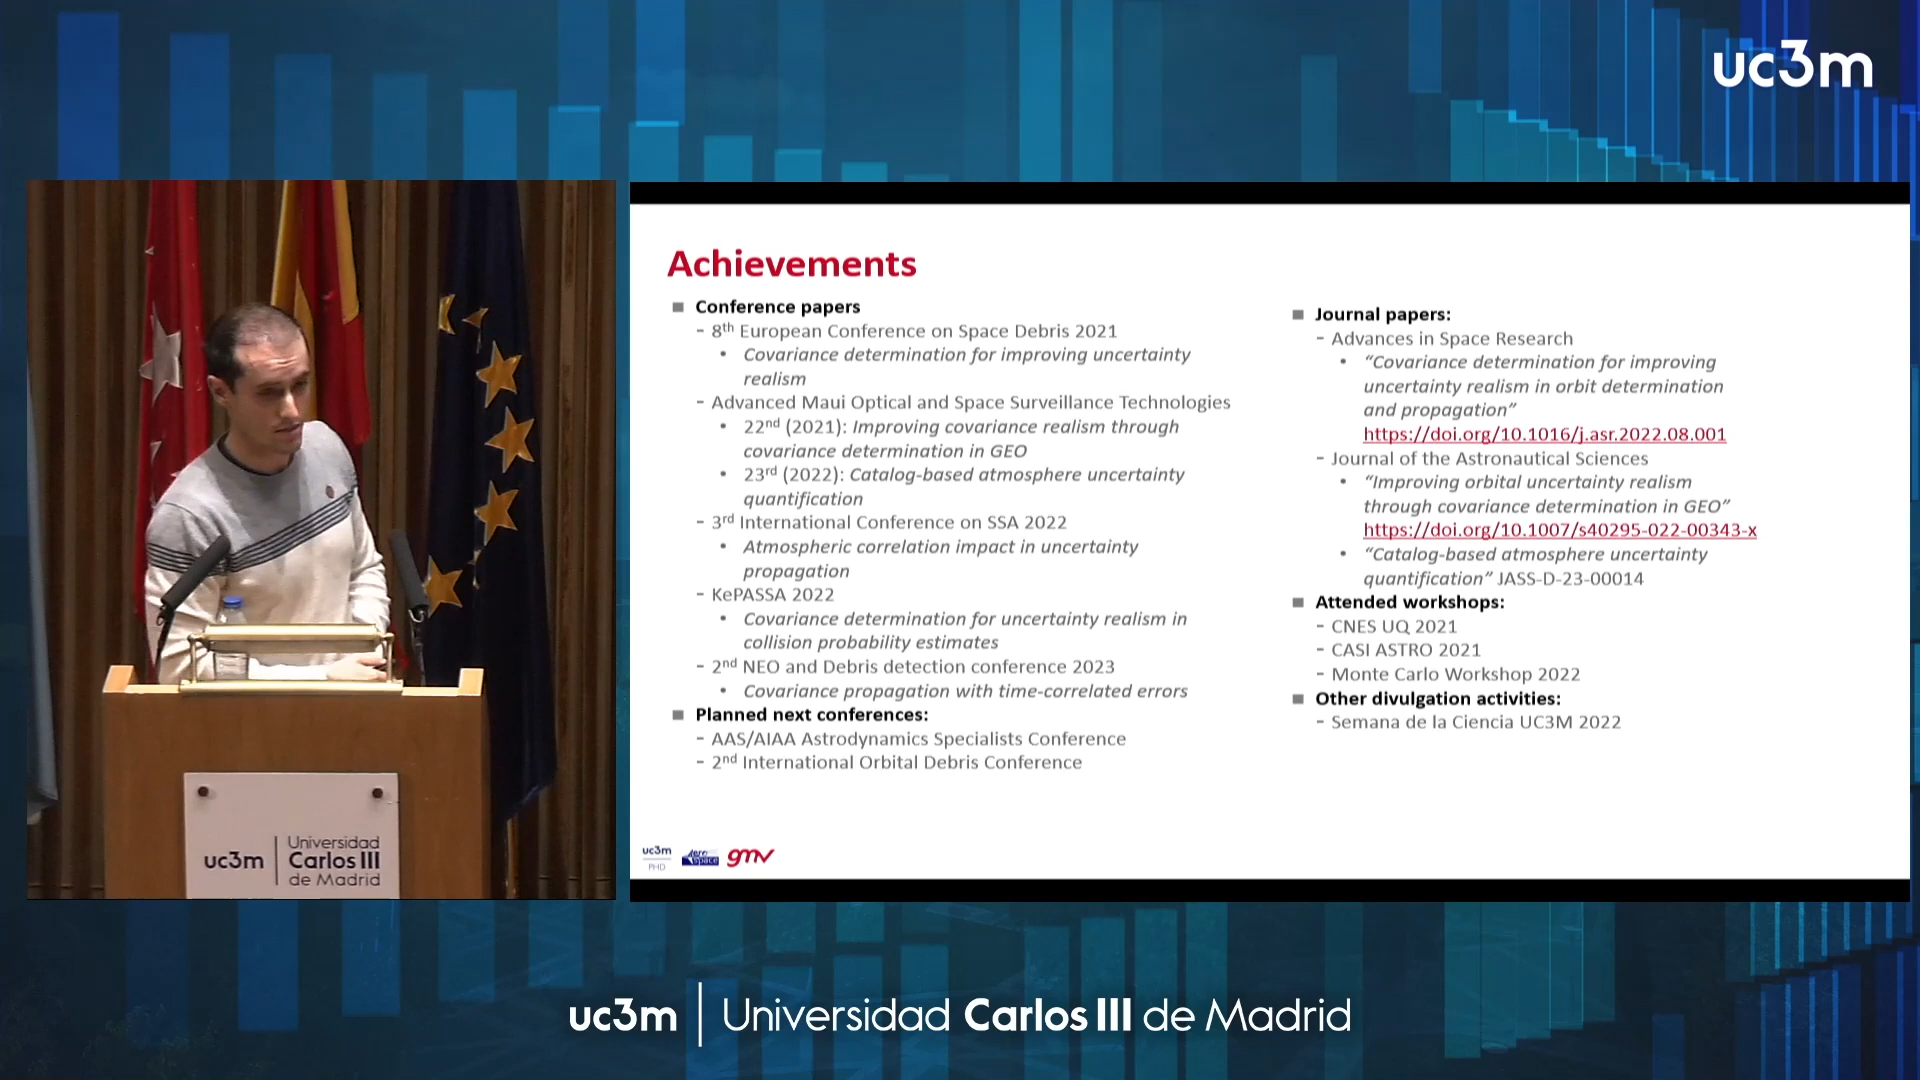 uc3m
Achievements
■ Conference papers
- 8th European Conference on Space Debris 2021
• Covariance determination for improving uncertainty
realism
- Advanced Maui Optical and Space Surveillance Technologies
• 22nd (2021): Improving covariance realism through
covariance determination in GEO
• 23rd (2022): Catalog-based atmosphere uncertainty
quantification
- 3rd International Conference on SSA 2022
• Atmospheric correlation impact in uncertainty
propagation
- KePASSA 2022
• Covariance determination for uncertainty realism in
collision probability estimates
- 2nd NEO and Debris detection conference 2023
• Covariance propagation with time-correlated errors
■ Planned next conferences:
- AAS/AIAA Astrodynamics Specialists Conference
- 2nd International Orbital Debris Conference
■ Journal papers:
- Advances in Space Research
• “Covariance determination for improving
uncertainty realism in orbit determination
and propagation”
https://doi.org/10.1016/j.asr.2022.08.001
- Journal of the Astronautical Sciences
• “Improving orbital uncertainty realism
through covariance determination in GEO”
https://doi.org/10.1007/s40295-022-00343-x
• “Catalog-based atmosphere uncertainty
quantification” JASS-D-23-00014
■ Attended workshops:
- CNES UQ 2021
- CASI ASTRO 2021
- Monte Carlo Workshop 2022
■ Other divulgation activities:
- Semana de la Ciencia UC3M 2022
uc3m
PHD
aero
space
gmv
uc3m
Universidad
Carlos III
de Madrid
uc3m | Universidad Carlos III de Madrid